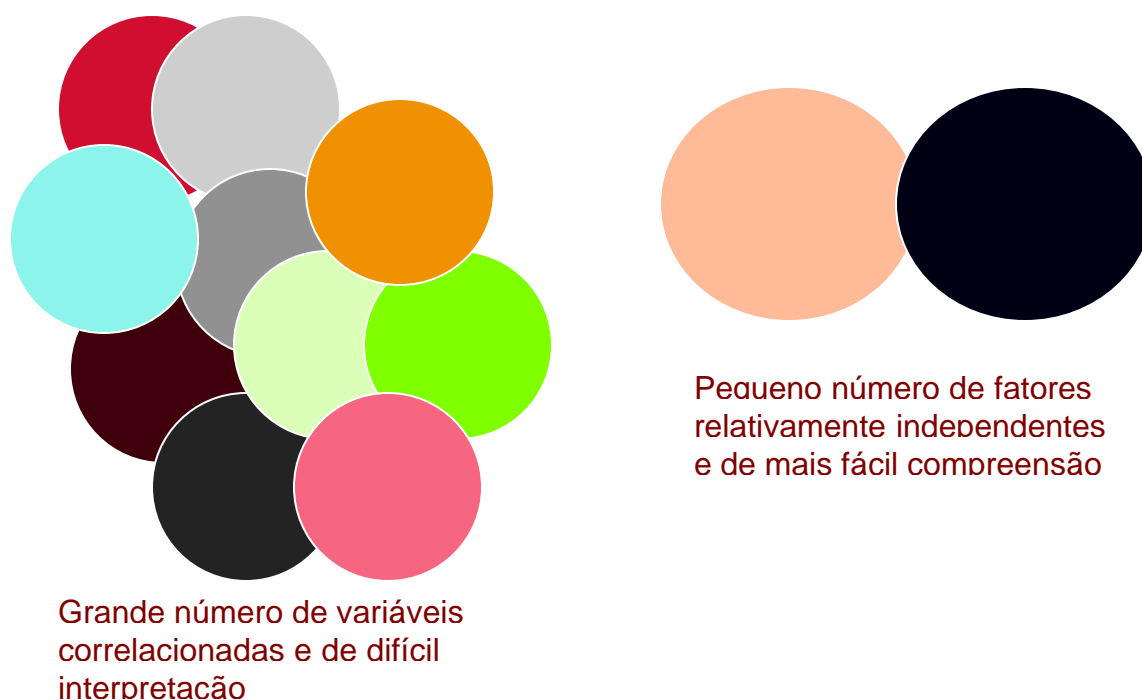 Pequeno número de fatores
relativamente independentes
e de mais fácil compreensão
Grande número de variáveis
correlacionadas e de difícil
interpretação